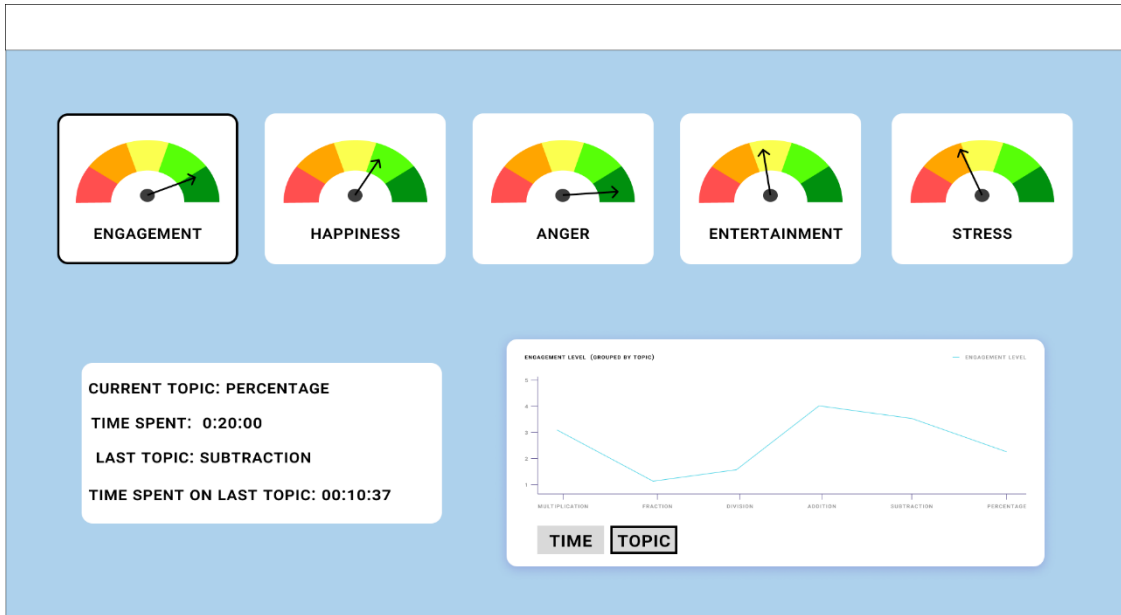 ENGAGEMENT
HAPPINESS
ANGER
ENTERTAINMENT
STRESS
CURRENT TOPIC: PERCENTAGE
TIME SPENT: 0:20:00
LAST TOPIC: SUBTRACTION
TIME SPENT ON LAST TOPIC: 00:10:37
ENGAGEMENT LEVEL (GROUPED BY TOPIC)
ENGAGEMENT LEVEL
5
4
3
2
1
MULTIPLICATION
FRACTION
DIVISION
ADDITION
SUBTRACTION
PERCENTAGE
TIME
TOPIC